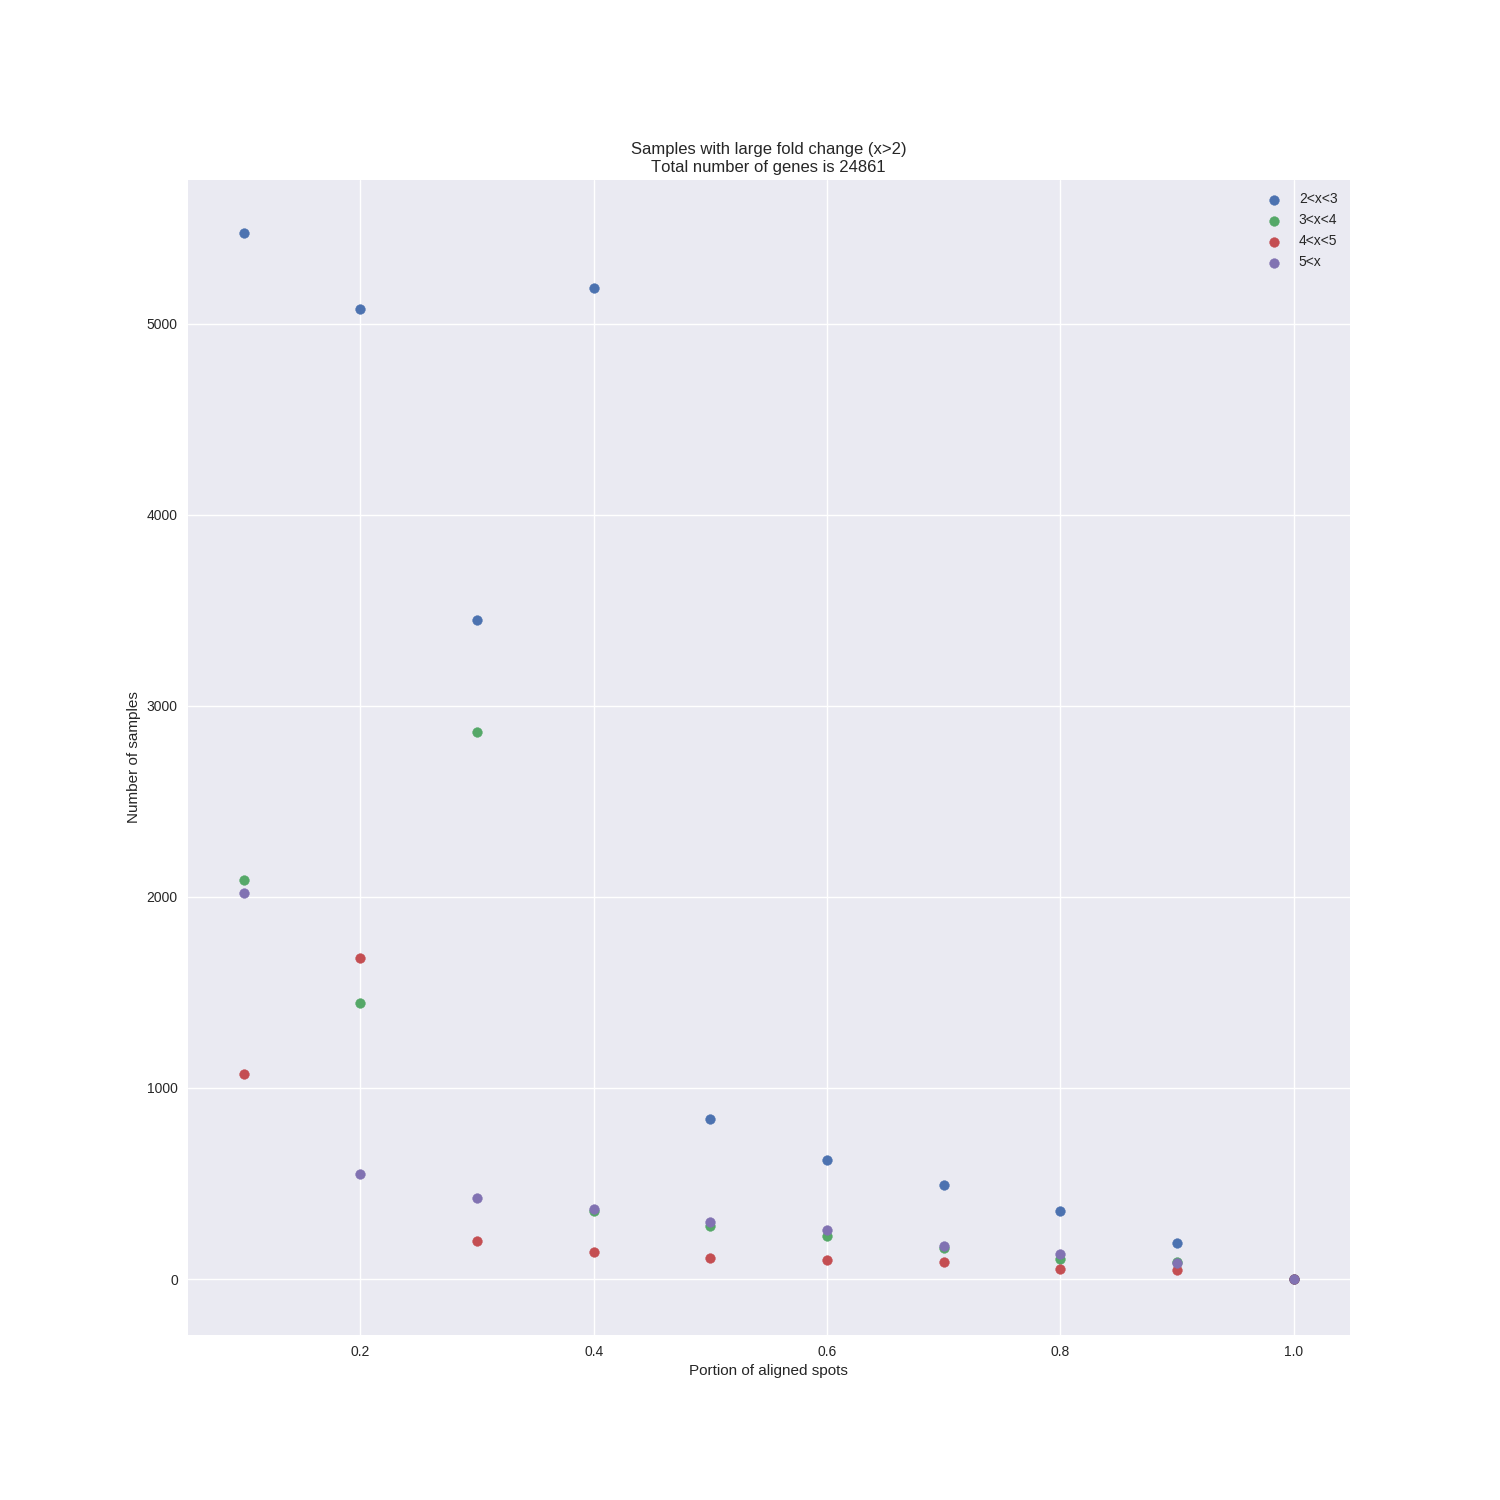 Samples with large fold change (x>2)
Total number of genes is 24861
2<x<3
3<x<4
4<x<5
5<x
5000
4000
3000
2000
1000
0
Number of samples
0.2
0.4
0.6
0.8
1.0
Portion of aligned spots